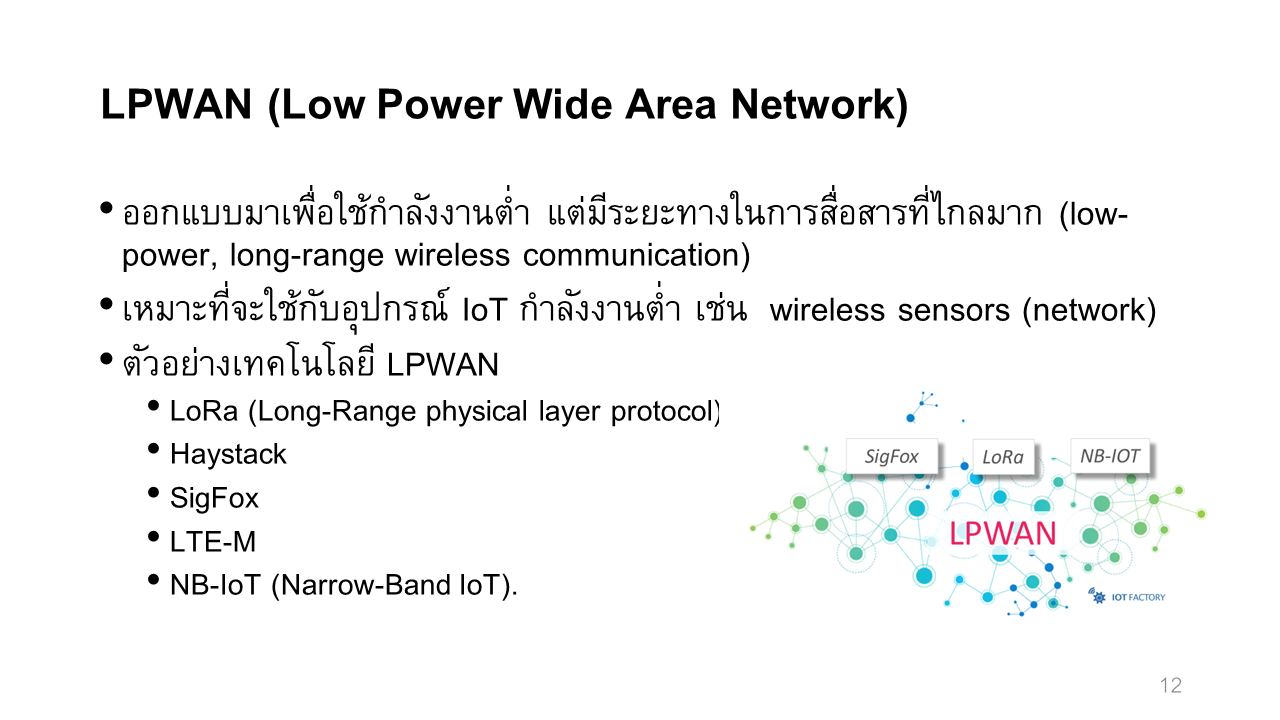 LPWAN (Low Power Wide Area Network)
• ออกแบบมาเพื่อใช้กำลังงานต่ำ แต่มีระยะทางในการสื่อสารที่ไกลมาก (low-
power, long-range wireless communication)
• เหมาะที่จะใช้กับอุปกรณ์ IoT กำลังงานต่ำ เช่น wireless sensors (network)
• ตัวอย่างเทคโนโลยี LPWAN
• LoRa (Long-Range physical layer protocol)
• Haystack
• SigFox
• LTE-M
• NB-IoT (Narrow-Band IoT).
SigFox
LoRa
NB-IOT
LPWAN
IOT FACTORY
12